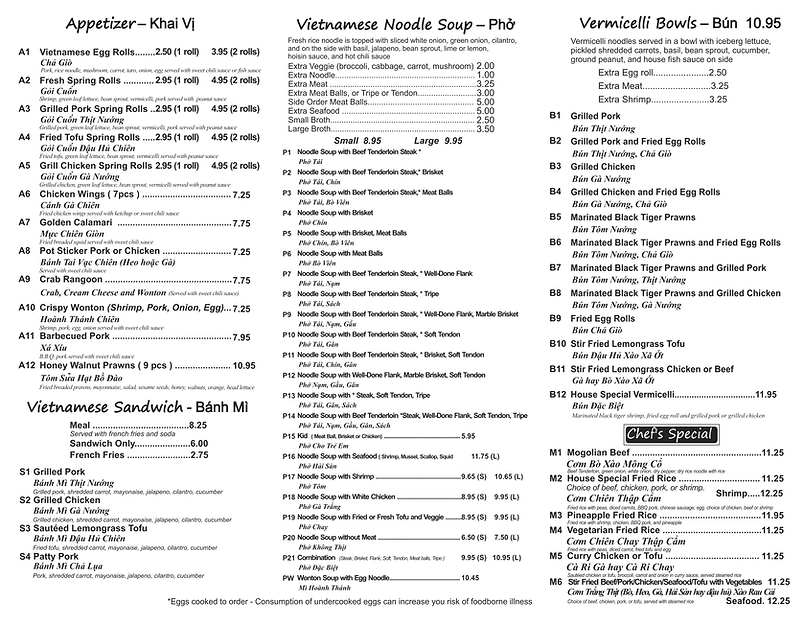 Appetizer – Khai Vị
A1 Vietnamese Egg Rolls........2.50 (1 roll) 3.95 (2 rolls)
Chả Giò
Pork, rice noodle, mushroom, carrot, taro, onion, egg served with sweet chili sauce or fish sauce
A2 Fresh Spring Rolls ............2.95 (1 roll) 4.95 (2 rolls)
Gỏi Cuốn
Shrimp, green leaf lettuce, bean sprout, vermicelli, pork served with peanut sauce
A3 Grilled Pork Spring Rolls ..2.95 (1 roll) 4.95 (2 rolls)
Gỏi Cuốn Thịt Nướng
Grilled pork, green leaf lettuce, bean sprout, vermicelli served with peanut sauce
A4 Fried Tofu Spring Rolls .....2.95 (1 roll) 4.95 (2 rolls)
Gỏi Cuốn Đậu Hủ Chiên
Fried tofu, green leaf lettuce, bean sprout, vermicelli served with peanut sauce
A5 Grill Chicken Spring Rolls 2.95 (1 roll) 4.95 (2 rolls)
Gỏi Cuốn Gà Nướng
Grilled chicken, green leaf lettuce, bean sprout, vermicelli served with peanut sauce
A6 Chicken Wings ( 7pcs ) .................... 7.25
Cánh Gà Chiên
Fried chicken wings served with ketchup or sweet chili sauce
A7 Golden Calamari ............................ 7.75
Mực Chiên Giòn
Fried breaded squid served with sweet chili sauce
A8 Pot Sticker Pork or Chicken ................ 7.25
Bánh Tai Vạc Chiên (Heo hoặc Gà)
Served with sweet chili sauce
A9 Crab Rangoon ............................... 7.75
Crab, Cream Cheese and Wonton (Served with sweet chili sauce)
A10 Crispy Wonton (Shrimp, Pork, Onion, Egg)... 7.25
Hoành Thánh Chiên
Shrimp, pork, egg, onion served with sweet chili sauce
A11 Barbecued Pork ............................. 7.95
Xá Xíu
B.B.Q. pork served with sweet chili sauce
A12 Honey Walnut Prawns ( 9 pcs ) ................. 10.95
Tôm Sữu Hạt Bồ Đào
Fried breaded prawns, mayonnaise, salad, sesame seeds, honey, walnuts, orange, head lettuce
Vietnamese Sandwich - Bánh Mì
Meal .............................8.25
Served with french fries and soda
Sandwich Only................6.00
French Fries ...................2.75
S1 Grilled Pork
Bánh Mì Thịt Nướng
Grilled pork, shredded carrot, mayonaise, jalapeno, cilantro, cucumber
S2 Grilled Chicken
Bánh Mì Gà Nướng
Grilled chicken, shredded carrot, mayonaise, jalapeno, cilantro, cucumber
S3 Sautéed Lemongrass Tofu
Bánh Mì Đậu Hủ Chiên
Fried tofu, shredded carrot, mayonaise, jalapeno, cilantro, cucumber
S4 Patty Pork
Bánh Mì Chả Lụa
Pork, shredded carrot, mayonaise, jalapeno, cilantro, cucumber
Vietnamese Noodle Soup – Phở
Fresh rice noodle is topped with sliced white onion, green onion, cilantro,
and on the side with basil, jalapeno, bean sprout, lime or lemon,
hoisin sauce, and hot chili sauce
Extra Veggie (broccoli, cabbage, carrot, mushroom) 2.00
Extra Noodle................................................. 1.00
Extra Meat ................................................... 3.25
Extra Meat Balls, or Tripe or Tendon...................3.00
Side Order Meat Balls......................................5.00
Extra Seafood ................................................ 5.00
Small Broth.................................................... 2.50
Large Broth.................................................... 3.50
Small 8.95 Large 9.95
P1 Noodle Soup with Beef Tenderloin Steak *
Phở Tái
P2 Noodle Soup with Beef Tenderloin Steak,* Brisket
Phở Tái, Chín
P3 Noodle Soup with Beef Tenderloin Steak,* Meat Balls
Phở Tái, Bò Viên
P4 Noodle Soup with Brisket
Phở Chín
P5 Noodle Soup with Brisket, Meat Balls
Phở Chín, Bò Viên
P6 Noodle Soup with Meat Balls
Phở Bò Viên
P7 Noodle Soup with Beef Tenderloin Steak, * Well-Done Flank
Phở Tái, Nạm
P8 Noodle Soup with Beef Tenderloin Steak, * Tripe
Phở Tái, Sách
P9 Noodle Soup with Beef Tenderloin Steak, * Well-Done Flank, Marble Brisket
Phở Tái, Nạm, Gầu
P10 Noodle Soup with Beef Tenderloin Steak, * Soft Tendon
Phở Tái, Gân
P11 Noodle Soup with Beef Tenderloin Steak, * Brisket, Soft Tendon
Phở Tái, Chín, Gân
P12 Noodle Soup with Well-Done Flank, Marble Brisket, Soft Tendon
Phở Nạm, Gầu, Gân
P13 Noodle Soup with * Steak, Soft Tendon, Tripe
Phở Tái, Gân, Sách
P14 Noodle Soup with Beef Tenderloin *Steak, Well-Done Flank, Soft Tendon, Tripe
Phở Tái, Nạm, Gầu, Gân, Sách
P15 Kid ( Meat Ball, Brisket or Chicken) .......................... 5.95
Phở Cho Trẻ Em
P16 Noodle Soup with Seafood ( Shrimp, Mussel, Scallop, Squid 11.75 (L)
Phở Hải Sản
P17 Noodle Soup with Shrimp ............................ 9.65 (S) 10.65 (L)
Phở Tôm
P18 Noodle Soup with White Chicken .................. 8.95 (S) 9.95 (L)
Phở Gà Trắng
P19 Noodle Soup with Fried or Fresh Tofu and Veggie ........8.95 (S) 9.95 (L)
Phở Chay
P20 Noodle Soup without Meat ......................... 6.50 (S) 7.50 (L)
Phở Không Thịt
P21 Combination (Steak, Brisket, Flank, Soft, Tendon, Meat balls, Tripe ) 9.95 (S) 10.95 (L)
Phở Đặc Biệt
PW Wonton Soup with Egg Noodle......................... 10.45
Mì Hoành Thánh
Vermicelli Bowls – Bún 10.95
Vermicelli noodles served in a bowl with iceberg lettuce,
pickled shredded carrots, basil, bean sprout, cucumber,
ground peanut, and house fish sauce on side
Extra Egg roll...................2.50
Extra Meat.......................3.25
Extra Shrimp....................3.25
B1 Grilled Pork
Bún Thịt Nướng
B2 Grilled Pork and Fried Egg Rolls
Bún Thịt Nướng, Chả Giò
B3 Grilled Chicken
Bún Gà Nướng
B4 Grilled Chicken and Fried Egg Rolls
Bún Gà Nướng, Chả Giò
B5 Marinated Black Tiger Prawns
Bún Tôm Nướng
B6 Marinated Black Tiger Prawns and Fried Egg Rolls
Bún Tôm Nướng, Chả Giò
B7 Marinated Black Tiger Prawns and Grilled Pork
Bún Tôm Nướng, Thịt Nướng
B8 Marinated Black Tiger Prawns and Grilled Chicken
Bún Tôm Nướng, Gà Nướng
B9 Fried Egg Rolls
Bún Chả Giò
B10 Stir Fried Lemongrass Tofu
Bún Đậu Hủ Xào Xã Ớt
B11 Stir Fried Lemongrass Chicken or Beef
Gà hay Bò Xào Xã Ớt
B12 House Special Vermicelli........................11.95
Bún Đặc Biệt
Marinated black tiger shrimp, fried egg roll and grilled pork or grilled chicken
Chef's Special
M1 Mogolian Beef ...................................... 11.25
Cơm Bò Xào Mông Cổ
Beef Tenderloin, green onion, white onion, dry pepper, dry rice noodle with rice
M2 House Special Fried Rice .......................... 11.25
Choice of beef, chicken, pork, or shrimp.
Cơm Chiên Thập Cẩm Shrimp.....12.25
Fried rice with peas, diced carrots, BBQ pork, chinese sausage, egg, choice of chicken, beef or shrimp
M3 Pineapple Fried Rice .............................. 11.95
Fried rice with shrimp, chicken, BBQ pork, and pineapple
M4 Vegetarian Fried Rice .............................. 11.25
Cơm Chiên Chay Thập Cẩm
Fried rice with peas, diced carrot, fried tofu and egg
M5 Curry Chicken or Tofu ............................. 11.25
Cà Ri Gà hay Cà Ri Chay
Sautéed chicken or tofu, broccoli, carrot and onion in curry sauce, served steamed rice
M6 Stir Fried Beef/Pork/Chicken/Seafood/Tofu with Vegetables 11.25
Cơm Trắng Thịt (Bò, Heo, Gà, Hải Sản hay đậu hủ) Xào Rau Cải
Choice of beef, chicken, pork, or tofu, served with steamed rice Seafood. 12.25
*Eggs cooked to order - Consumption of undercooked eggs can increase you risk of foodborne illness